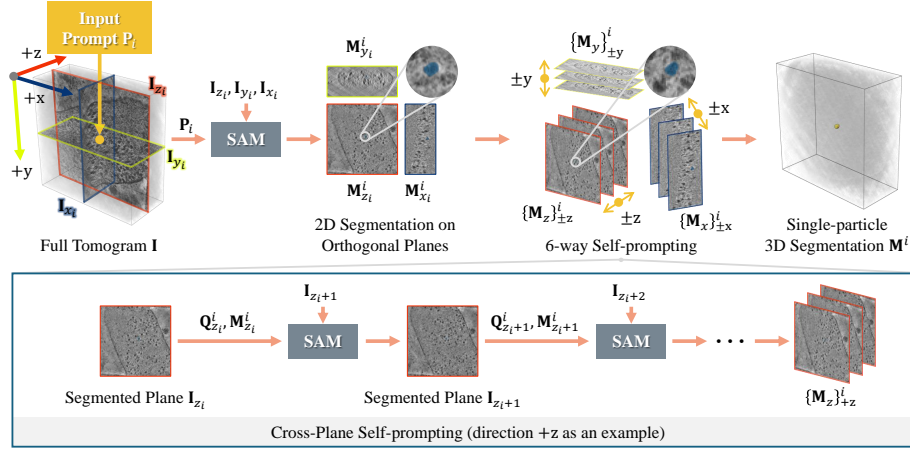 Input
Prompt P_i
+z
+x
+y
I_{z_i}
I_{y_i}
I_{x_i}
Full Tomogram I
P_i
I_{z_i}, I_{y_i}, I_{x_i}
SAM
M^i_{y_i}
M^i_{z_i}
M^i_{x_i}
2D Segmentation on
Orthogonal Planes
{M_y}^i_{±y}
±y
±x
±z
{M_z}^i_{±z}
{M_x}^i_{±x}
6-way Self-prompting
Single-particle
3D Segmentation M^i
Segmented Plane I_{z_i}
Q^i_{z_i}, M^i_{z_i}
I_{z_i+1}
SAM
Segmented Plane I_{z_i+1}
Q^i_{z_i+1}, M^i_{z_i+1}
I_{z_i+2}
SAM
· · ·
{M_z}^i_{+z}
Cross-Plane Self-prompting (direction +z as an example)